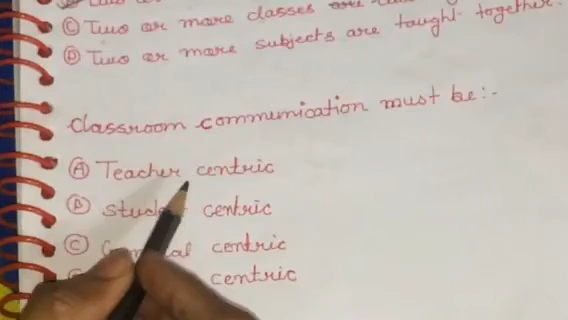 Ⓒ Two or more classes are
Ⓓ Two or more subjects are taught together.
Classroom communication must be:-
Ⓐ Teacher centric
Ⓑ Student centric
Ⓒ General centric
centric